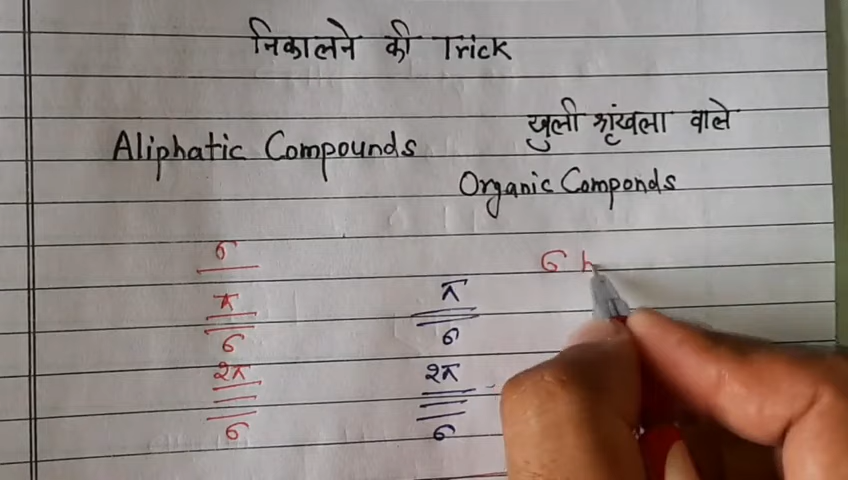 निकालने की Trick
खुली श्रृंखला वाले
Aliphatic Compounds
Organic Componds
σ
σ
π π
σ σ
2π 2π
σ σ